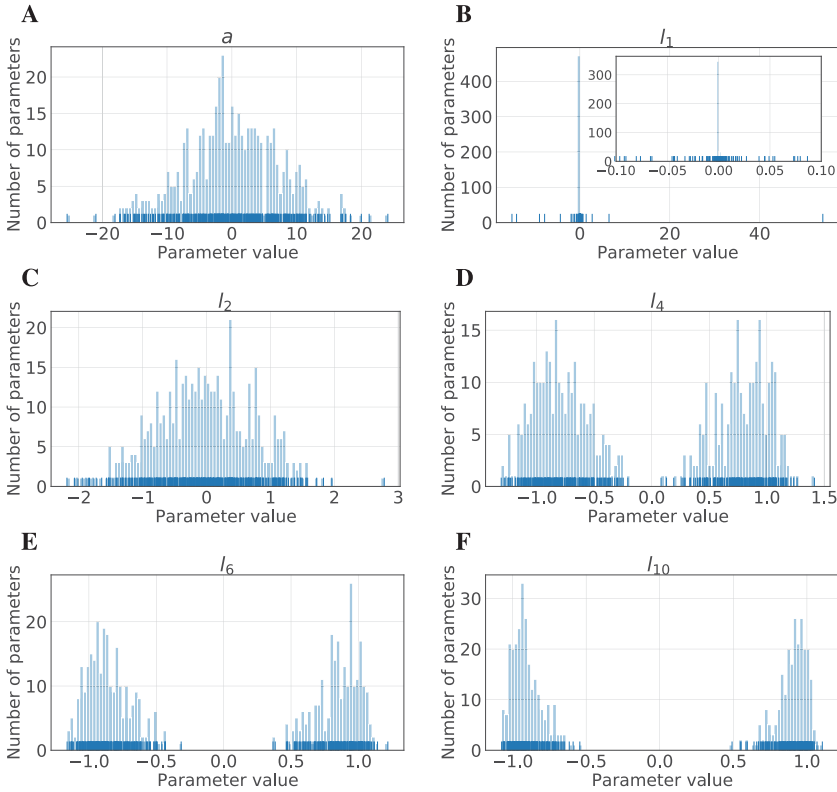 A
a
Number of parameters
20
15
10
5
0
−20 −10 0 10 20
Parameter value
B
l1
Number of parameters
400
300
200
100
0
300
200
100
0
−0.10 −0.05 0.00 0.05 0.10
0 20 40
Parameter value
C
l2
Number of parameters
20
15
10
5
0
−2 −1 0 1 2 3
Parameter value
D
l4
Number of parameters
15
10
5
0
−1.0 −0.5 0.0 0.5 1.0 1.5
Parameter value
E
l6
Number of parameters
20
10
0
−1.0 −0.5 0.0 0.5 1.0
Parameter value
F
l10
Number of parameters
30
20
10
0
−1.0 −0.5 0.0 0.5 1.0
Parameter value